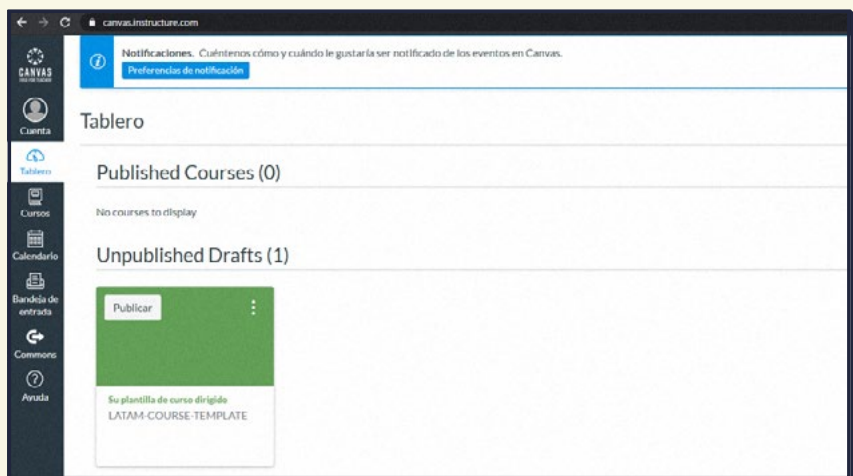 canvas.instructure.com
CANVAS
Cuenta
Tablero
Cursos
Calendario
Bandeja de
entrada
Commons
Ayuda
Notificaciones. Cuéntenos cómo y cuándo le gustaría ser notificado de los eventos en Canvas.
Preferencias de notificación
Tablero
Published Courses (0)
No courses to display
Unpublished Drafts (1)
Publicar
Su plantilla de curso dirigido
LATAM-COURSE-TEMPLATE